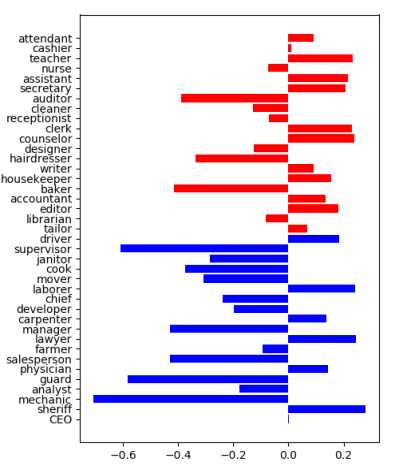 attendant
cashier
teacher
nurse
assistant
secretary
auditor
cleaner
receptionist
clerk
counselor
designer
hairdresser
writer
housekeeper
baker
accountant
editor
librarian
tailor
driver
supervisor
janitor
cook
mover
laborer
chief
developer
carpenter
manager
lawyer
farmer
salesperson
physician
guard
analyst
mechanic
sheriff
CEO
−0.6 −0.4 −0.2 0.0 0.2